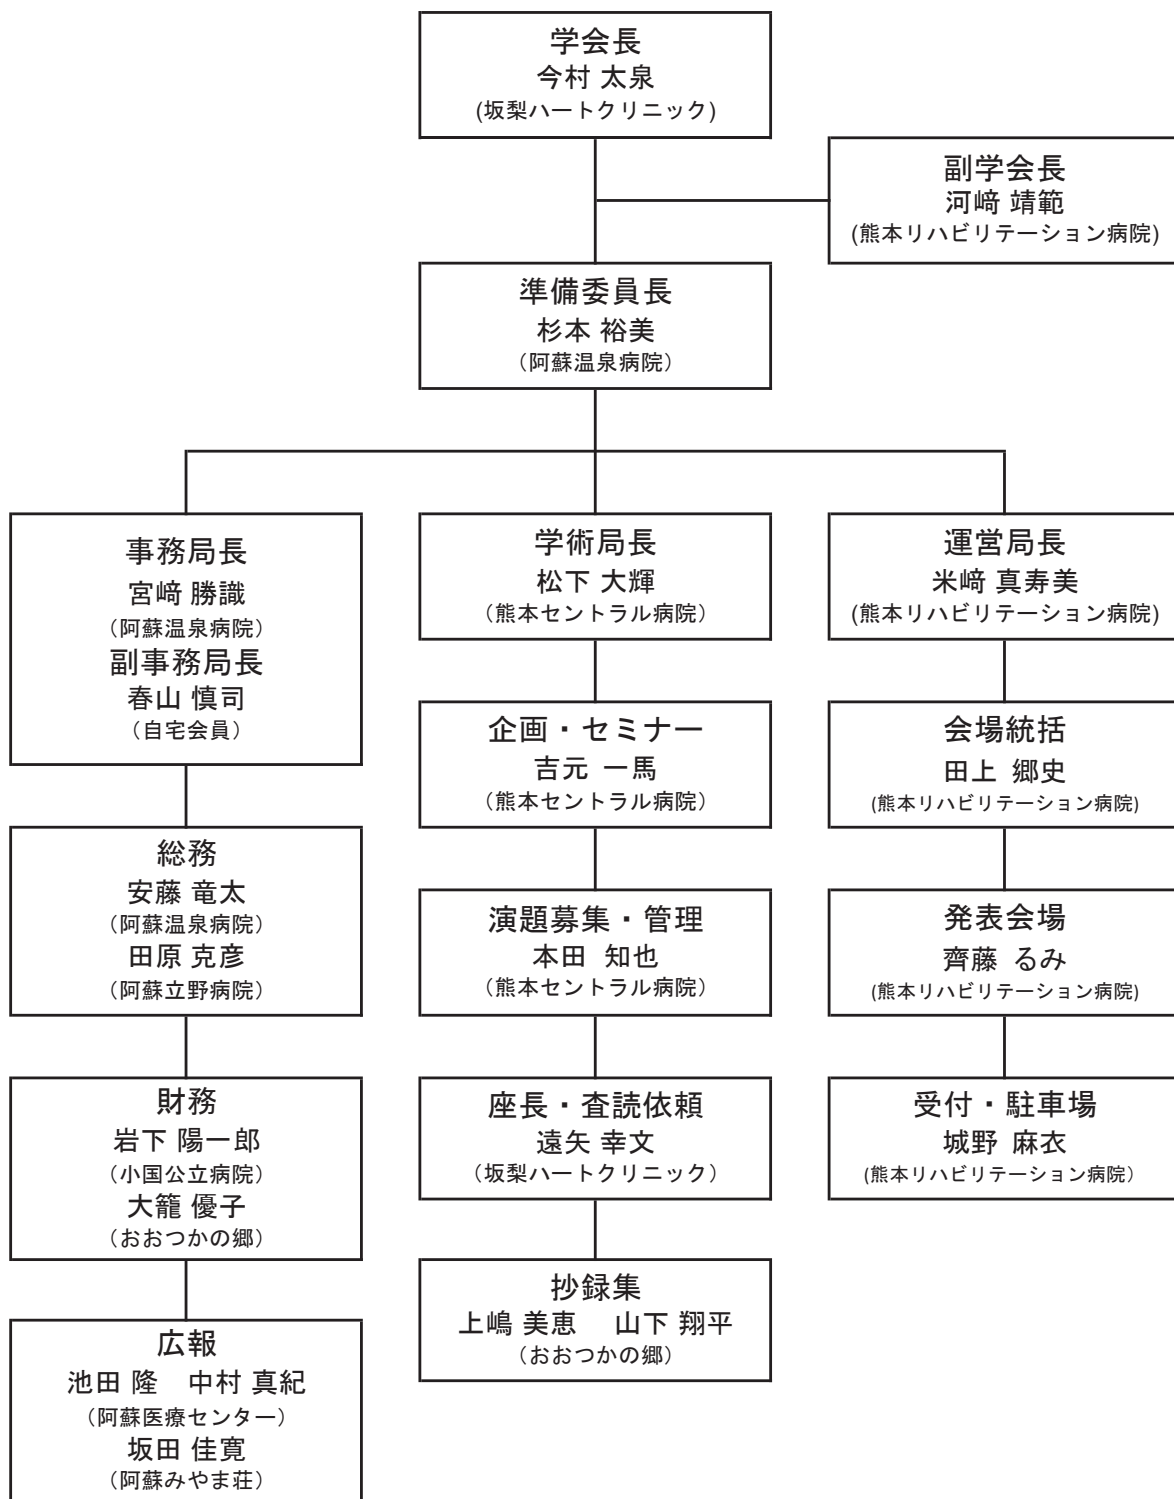 学会長
今村 太泉
(坂梨ハートクリニック)
副学会長
河﨑 靖範
(熊本リハビリテーション病院)
準備委員長
杉本 裕美
（阿蘇温泉病院）
事務局長
宮﨑 勝識
（阿蘇温泉病院）
副事務局長
春山 慎司
（自宅会員）
総務
安藤 竜太
（阿蘇温泉病院）
田原 克彦
（阿蘇立野病院）
財務
岩下 陽一郎
（小国公立病院）
大籠 優子
（おおつかの郷）
広報
池田 隆　中村 真紀
（阿蘇医療センター）
坂田 佳寛
（阿蘇みやま荘）
学術局長
松下 大輝
（熊本セントラル病院）
企画・セミナー
吉元 一馬
（熊本セントラル病院）
演題募集・管理
本田 知也
（熊本セントラル病院）
座長・査読依頼
遠矢 幸文
（坂梨ハートクリニック）
抄録集
上嶋 美恵　山下 翔平
（おおつかの郷）
運営局長
米﨑 真寿美
(熊本リハビリテーション病院)
会場統括
田上 郷史
(熊本リハビリテーション病院)
発表会場
齊藤 るみ
(熊本リハビリテーション病院)
受付・駐車場
城野 麻衣
(熊本リハビリテーション病院）